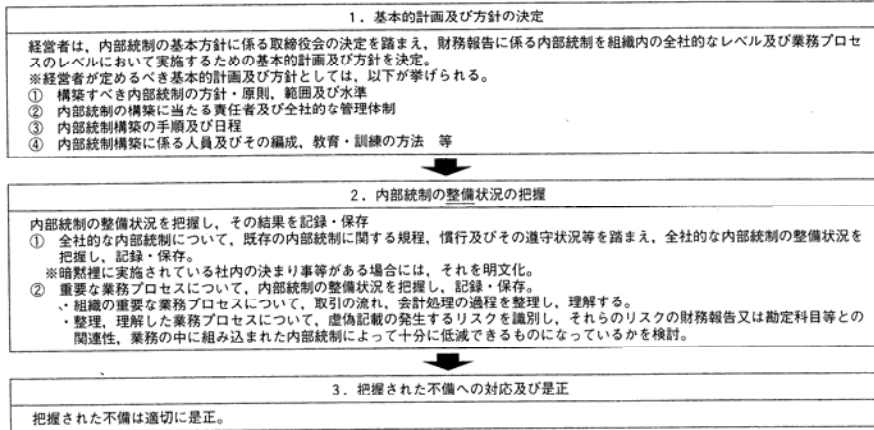 1．基本的計画及び方針の決定
経営者は，内部統制の基本方針に係る取締役会の決定を踏まえ，財務報告に係る内部統制を組織内の全社的なレベル及び業務プロセ
スのレベルにおいて実施するための基本的計画及び方針を決定。
※経営者が定めるべき基本的計画及び方針としては，以下が挙げられる。
①　構築すべき内部統制の方針・原則，範囲及び水準
②　内部統制の構築に当たる責任者及び全社的な管理体制
③　内部統制構築の手順及び日程
④　内部統制構築に係る人員及びその編成，教育・訓練の方法　等
2．内部統制の整備状況の把握
内部統制の整備状況を把握し，その結果を記録・保存
①　全社的な内部統制について，既存の内部統制に関する規程，慣行及びその遵守状況等を踏まえ，全社的な内部統制の整備状況を
把握し，記録・保存。
※暗黙裡に実施されている社内の決まり事等がある場合には，それを明文化。
②　重要な業務プロセスについて，内部統制の整備状況を把握し，記録・保存。
・組織の重要な業務プロセスについて，取引の流れ，会計処理の過程を整理し，理解する。
・整理，理解した業務プロセスについて，虚偽記載の発生するリスクを識別し，それらのリスクの財務報告又は勘定科目等との
関連性，業務の中に組み込まれた内部統制によって十分に低減できるものになっているかを検討。
3．把握された不備への対応及び是正
把握された不備は適切に是正。